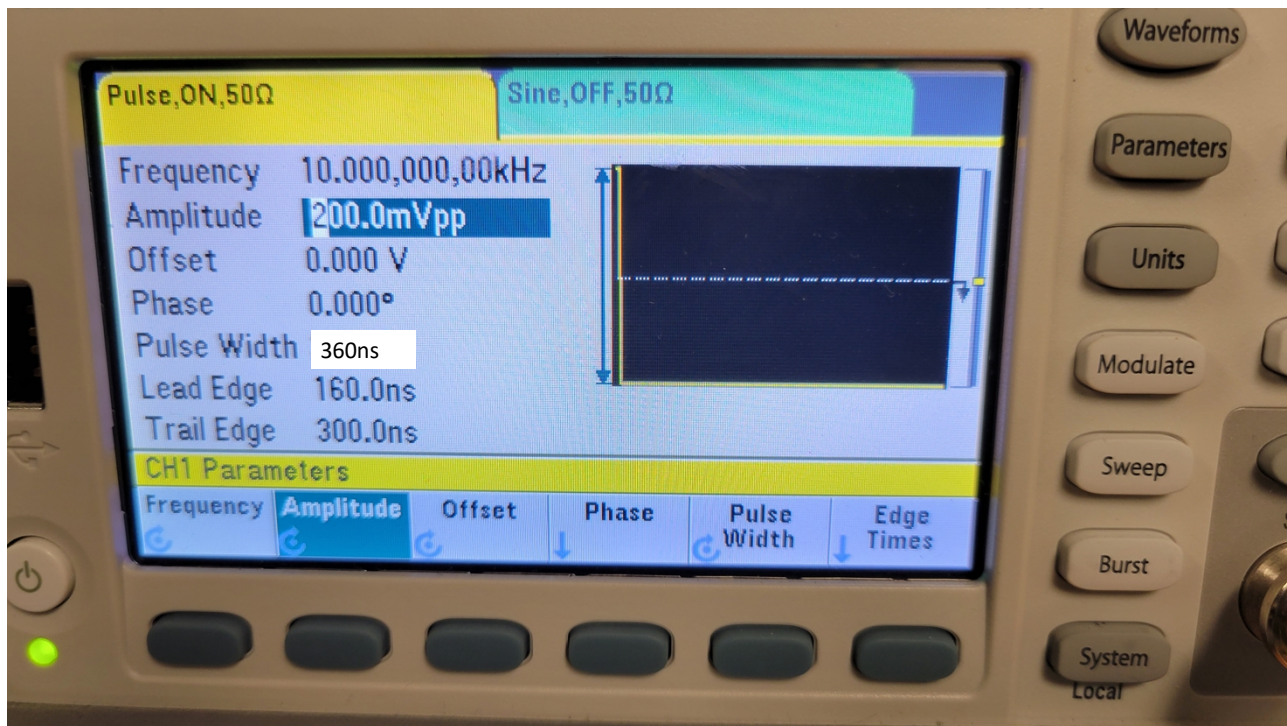 Waveforms
Pulse,ON,50Ω
Sine,OFF,50Ω
Parameters
Frequency 10.000,000,00kHz
Amplitude 200.0mVpp
Offset 0.000 V
Units
Phase 0.000°
Pulse Width 360ns
Modulate
Lead Edge 160.0ns
Trail Edge 300.0ns
CH1 Parameters
Sweep
Frequency
Amplitude
Offset
Phase
Pulse
Width
Edge
Times
Burst
System
Local